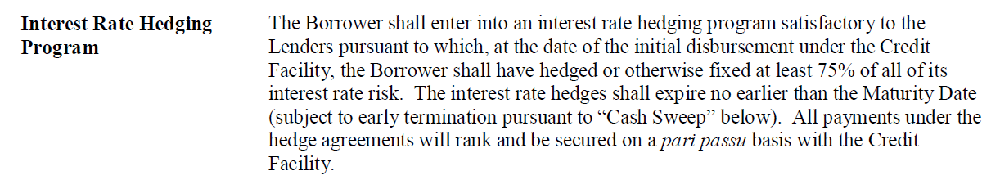 Interest Rate Hedging
Program
The Borrower shall enter into an interest rate hedging program satisfactory to the
Lenders pursuant to which, at the date of the initial disbursement under the Credit
Facility, the Borrower shall have hedged or otherwise fixed at least 75% of all of its
interest rate risk.  The interest rate hedges shall expire no earlier than the Maturity Date
(subject to early termination pursuant to “Cash Sweep” below).  All payments under the
hedge agreements will rank and be secured on a pari passu basis with the Credit
Facility.